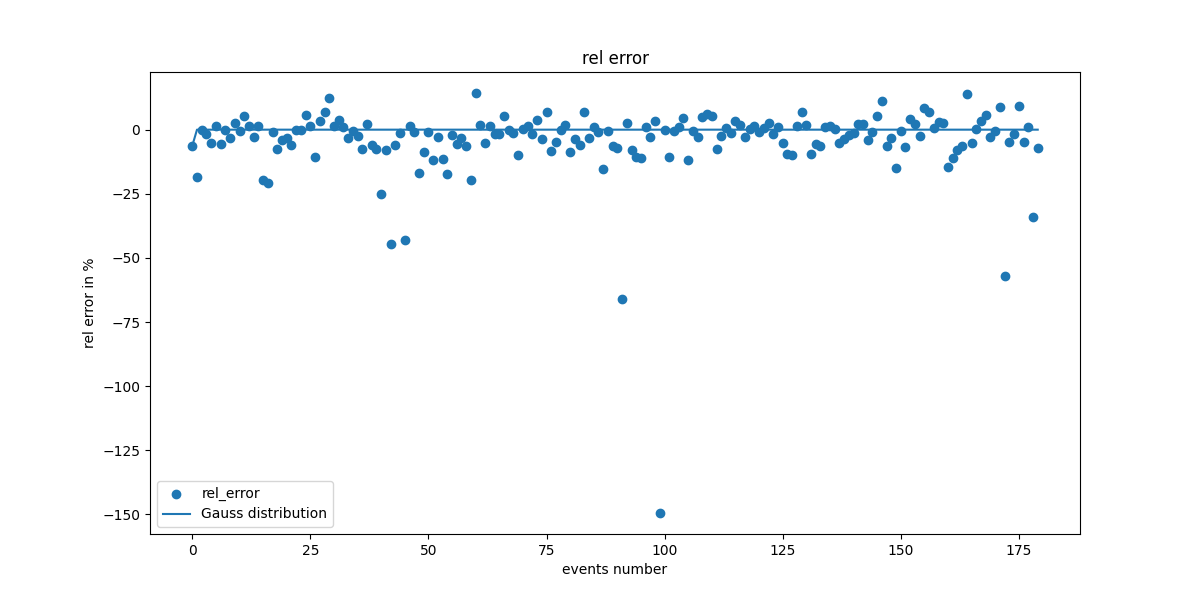 rel error
0
−25
−50
−75
−100
−125
−150
rel error in %
rel_error
Gauss distribution
0 25 50 75 100 125 150 175
events number